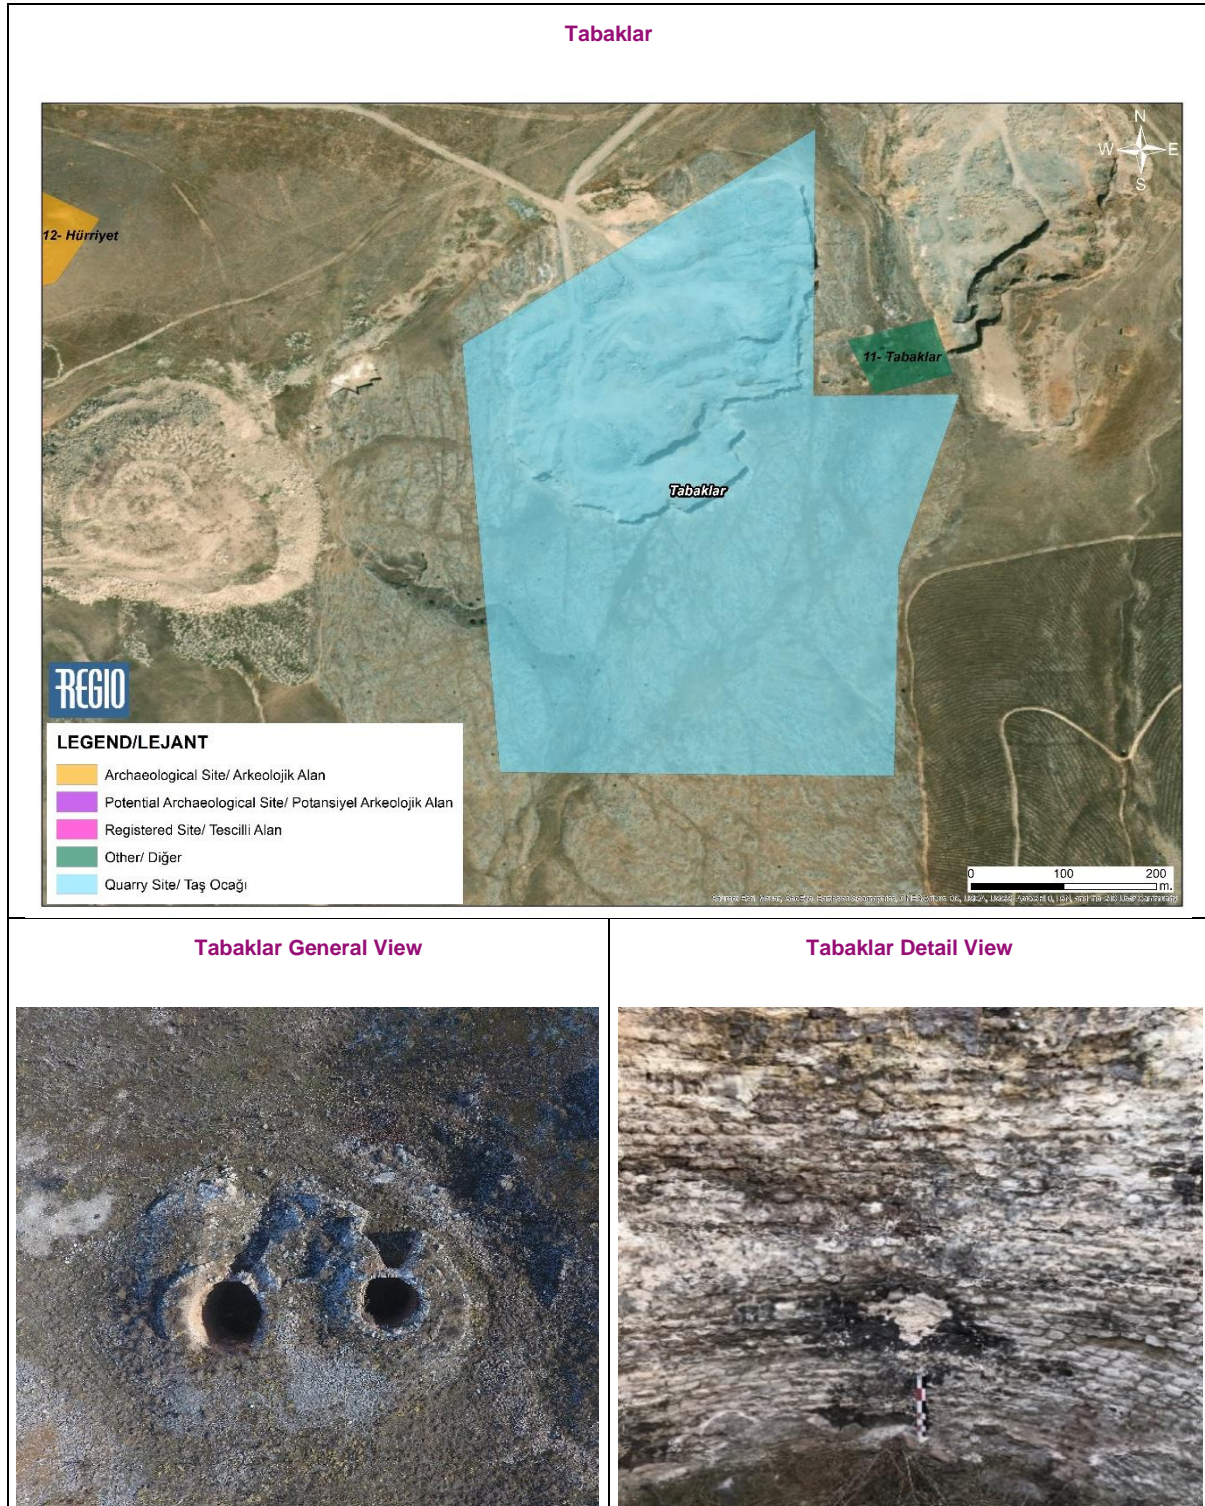 Tabaklar
N
W E
S
12- Hürriyet
11- Tabaklar
Tabaklar
REGIO
LEGEND/LEJANT
Archaeological Site/ Arkeolojik Alan
Potential Archaeological Site/ Potansiyel Arkeolojik Alan
Registered Site/ Tescilli Alan
Other/ Diğer
Quarry Site/ Taş Ocağı
0 100 200
m.
Tabaklar General View
Tabaklar Detail View